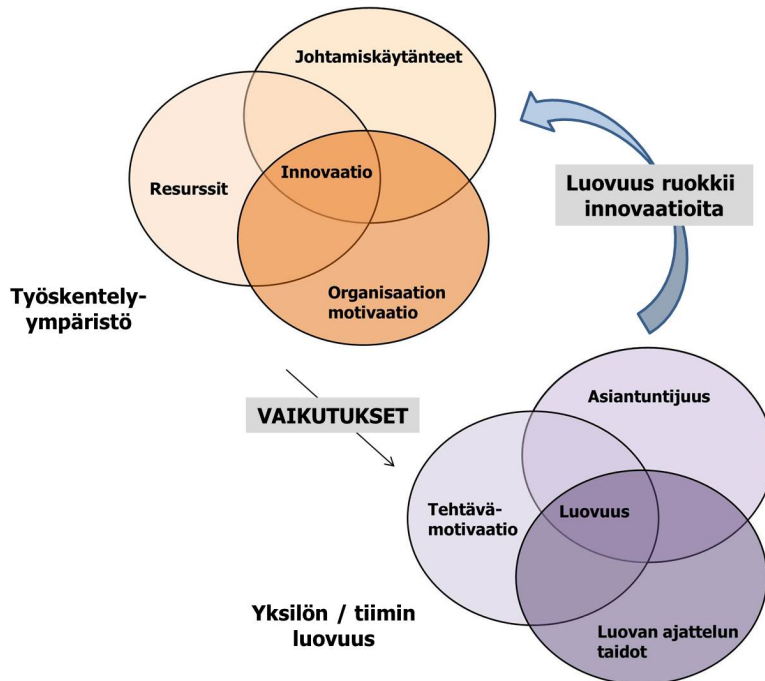 Johtamiskäytänteet
Resurssit
Innovaatio
Luovuus ruokkii
innovaatioita
Organisaation
motivaatio
Työskentely-
ympäristö
VAIKUTUKSET
Asiantuntijuus
Tehtävä-
motivaatio
Luovuus
Yksilön / tiimin
luovuus
Luovan ajattelun
taidot